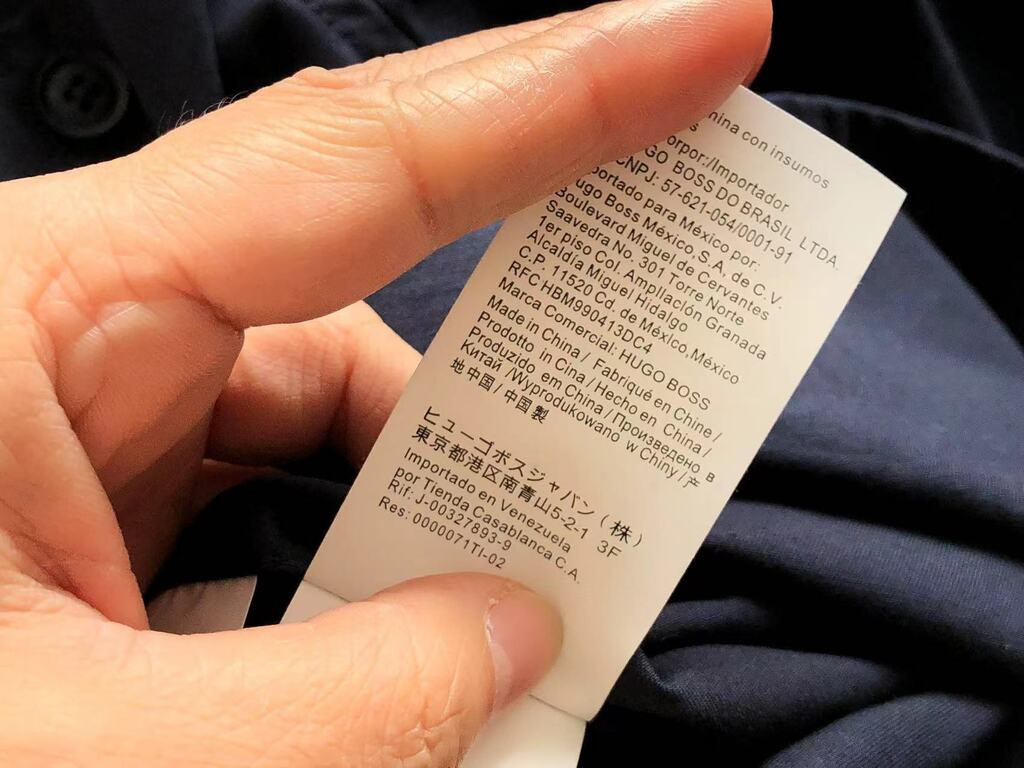 con insumos
Importador
BOSS DO BRASIL LTDA.
CNPJ: 57-621-054/0001-91
para México por:
Hugo Boss México, S.A. de C.V.
Boulevard Miguel de Cervantes
Saavedra No. 301 Torre Norte
1er piso Col. Ampliación Granada
Alcaldía Miguel Hidalgo
C.P. 11520 Cd. de México, México
RFC HBM990413DC4
Marca Comercial: HUGO BOSS
Made in China / Fabriqué en Chine /
Prodotto in Cina / Hecho en China /
Produzido em China / Произведено в
Китай /Wyprodukowano w Chiny / 产
地中国 / 中国製
ヒューゴボスジャパン（株）
東京都港区南青山5-2-1 3F
Importado en Venezuela
por Tienda Casablanca C.A.
Rif: J-00327893-9
Res: 0000071TI-02